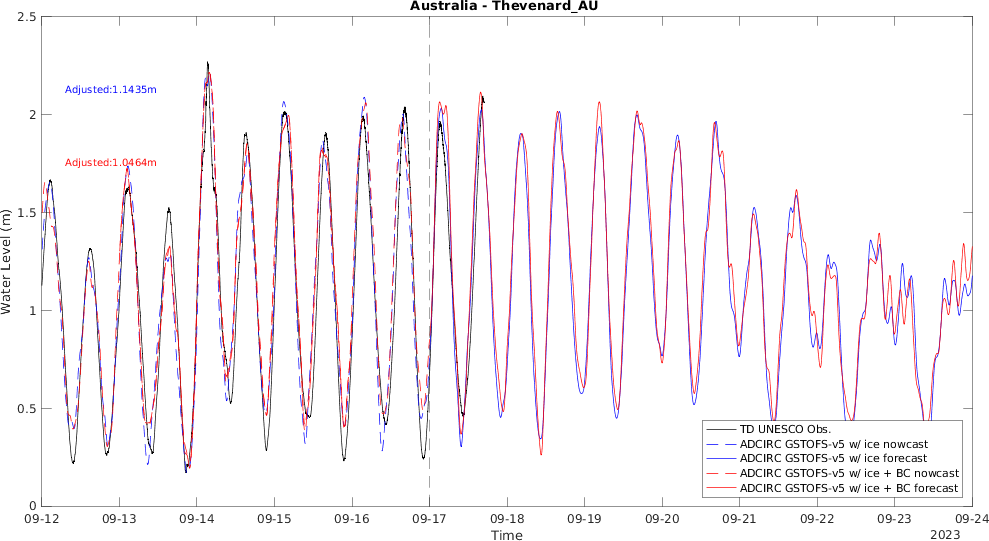 Australia - Thevenard_AU
2.5
2
1.5
1
0.5
0
Water Level (m)
Adjusted:1.1435m
Adjusted:1.0464m
TD UNESCO Obs.
ADCIRC GSTOFS-v5 w/ ice nowcast
ADCIRC GSTOFS-v5 w/ ice forecast
ADCIRC GSTOFS-v5 w/ ice + BC nowcast
ADCIRC GSTOFS-v5 w/ ice + BC forecast
09-12 09-13 09-14 09-15 09-16 09-17 09-18 09-19 09-20 09-21 09-22 09-23 09-24
Time
2023